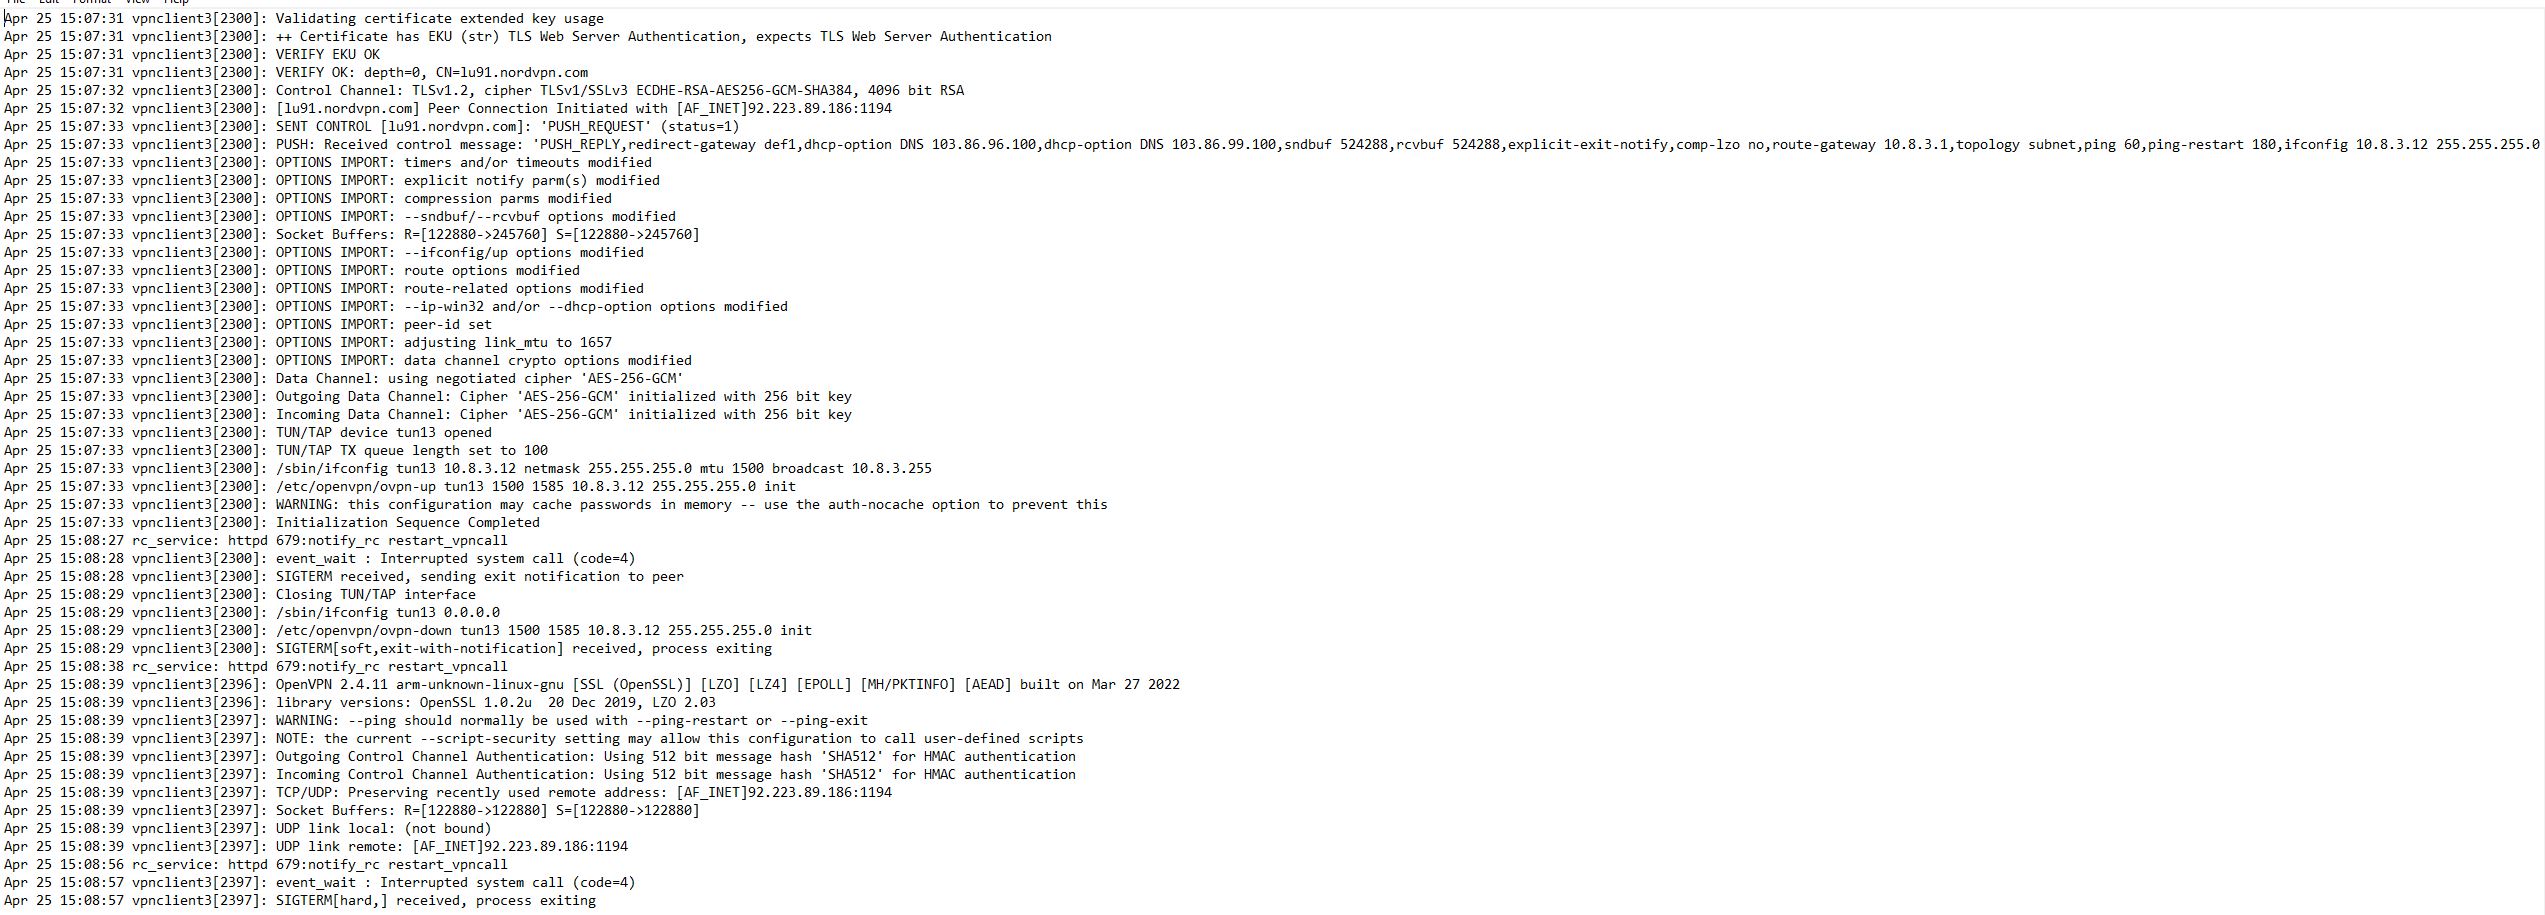 File Edit Format View Help
Apr 25 15:07:31 vpnclient3[2300]: Validating certificate extended key usage
Apr 25 15:07:31 vpnclient3[2300]: ++ Certificate has EKU (str) TLS Web Server Authentication, expects TLS Web Server Authentication
Apr 25 15:07:31 vpnclient3[2300]: VERIFY EKU OK
Apr 25 15:07:31 vpnclient3[2300]: VERIFY OK: depth=0, CN=lu91.nordvpn.com
Apr 25 15:07:32 vpnclient3[2300]: Control Channel: TLSv1.2, cipher TLSv1/SSLv3 ECDHE-RSA-AES256-GCM-SHA384, 4096 bit RSA
Apr 25 15:07:32 vpnclient3[2300]: [lu91.nordvpn.com] Peer Connection Initiated with [AF_INET]92.223.89.186:1194
Apr 25 15:07:33 vpnclient3[2300]: SENT CONTROL [lu91.nordvpn.com]: 'PUSH_REQUEST' (status=1)
Apr 25 15:07:33 vpnclient3[2300]: PUSH: Received control message: 'PUSH_REPLY,redirect-gateway def1,dhcp-option DNS 103.86.96.100,dhcp-option DNS 103.86.99.100,sndbuf 524288,rcvbuf 524288,explicit-exit-notify,comp-lzo no,route-gateway 10.8.3.1,topology subnet,ping 60,ping-restart 180,ifconfig 10.8.3.12 255.255.255.0
Apr 25 15:07:33 vpnclient3[2300]: OPTIONS IMPORT: timers and/or timeouts modified
Apr 25 15:07:33 vpnclient3[2300]: OPTIONS IMPORT: explicit notify parm(s) modified
Apr 25 15:07:33 vpnclient3[2300]: OPTIONS IMPORT: compression parms modified
Apr 25 15:07:33 vpnclient3[2300]: OPTIONS IMPORT: --sndbuf/--rcvbuf options modified
Apr 25 15:07:33 vpnclient3[2300]: Socket Buffers: R=[122880->245760] S=[122880->245760]
Apr 25 15:07:33 vpnclient3[2300]: OPTIONS IMPORT: --ifconfig/up options modified
Apr 25 15:07:33 vpnclient3[2300]: OPTIONS IMPORT: route options modified
Apr 25 15:07:33 vpnclient3[2300]: OPTIONS IMPORT: route-related options modified
Apr 25 15:07:33 vpnclient3[2300]: OPTIONS IMPORT: --ip-win32 and/or --dhcp-option options modified
Apr 25 15:07:33 vpnclient3[2300]: OPTIONS IMPORT: peer-id set
Apr 25 15:07:33 vpnclient3[2300]: OPTIONS IMPORT: adjusting link_mtu to 1657
Apr 25 15:07:33 vpnclient3[2300]: OPTIONS IMPORT: data channel crypto options modified
Apr 25 15:07:33 vpnclient3[2300]: Data Channel: using negotiated cipher 'AES-256-GCM'
Apr 25 15:07:33 vpnclient3[2300]: Outgoing Data Channel: Cipher 'AES-256-GCM' initialized with 256 bit key
Apr 25 15:07:33 vpnclient3[2300]: Incoming Data Channel: Cipher 'AES-256-GCM' initialized with 256 bit key
Apr 25 15:07:33 vpnclient3[2300]: TUN/TAP device tun13 opened
Apr 25 15:07:33 vpnclient3[2300]: TUN/TAP TX queue length set to 100
Apr 25 15:07:33 vpnclient3[2300]: /sbin/ifconfig tun13 10.8.3.12 netmask 255.255.255.0 mtu 1500 broadcast 10.8.3.255
Apr 25 15:07:33 vpnclient3[2300]: /etc/openvpn/ovpn-up tun13 1500 1585 10.8.3.12 255.255.255.0 init
Apr 25 15:07:33 vpnclient3[2300]: WARNING: this configuration may cache passwords in memory -- use the auth-nocache option to prevent this
Apr 25 15:07:33 vpnclient3[2300]: Initialization Sequence Completed
Apr 25 15:08:27 rc_service: httpd 679:notify_rc restart_vpncall
Apr 25 15:08:28 vpnclient3[2300]: event_wait : Interrupted system call (code=4)
Apr 25 15:08:28 vpnclient3[2300]: SIGTERM received, sending exit notification to peer
Apr 25 15:08:29 vpnclient3[2300]: Closing TUN/TAP interface
Apr 25 15:08:29 vpnclient3[2300]: /sbin/ifconfig tun13 0.0.0.0
Apr 25 15:08:29 vpnclient3[2300]: /etc/openvpn/ovpn-down tun13 1500 1585 10.8.3.12 255.255.255.0 init
Apr 25 15:08:29 vpnclient3[2300]: SIGTERM[soft,exit-with-notification] received, process exiting
Apr 25 15:08:38 rc_service: httpd 679:notify_rc restart_vpncall
Apr 25 15:08:39 vpnclient3[2396]: OpenVPN 2.4.11 arm-unknown-linux-gnu [SSL (OpenSSL)] [LZO] [LZ4] [EPOLL] [MH/PKTINFO] [AEAD] built on Mar 27 2022
Apr 25 15:08:39 vpnclient3[2396]: library versions: OpenSSL 1.0.2u  20 Dec 2019, LZO 2.03
Apr 25 15:08:39 vpnclient3[2397]: WARNING: --ping should normally be used with --ping-restart or --ping-exit
Apr 25 15:08:39 vpnclient3[2397]: NOTE: the current --script-security setting may allow this configuration to call user-defined scripts
Apr 25 15:08:39 vpnclient3[2397]: Outgoing Control Channel Authentication: Using 512 bit message hash 'SHA512' for HMAC authentication
Apr 25 15:08:39 vpnclient3[2397]: Incoming Control Channel Authentication: Using 512 bit message hash 'SHA512' for HMAC authentication
Apr 25 15:08:39 vpnclient3[2397]: TCP/UDP: Preserving recently used remote address: [AF_INET]92.223.89.186:1194
Apr 25 15:08:39 vpnclient3[2397]: Socket Buffers: R=[122880->122880] S=[122880->122880]
Apr 25 15:08:39 vpnclient3[2397]: UDP link local: (not bound)
Apr 25 15:08:39 vpnclient3[2397]: UDP link remote: [AF_INET]92.223.89.186:1194
Apr 25 15:08:56 rc_service: httpd 679:notify_rc restart_vpncall
Apr 25 15:08:57 vpnclient3[2397]: event_wait : Interrupted system call (code=4)
Apr 25 15:08:57 vpnclient3[2397]: SIGTERM[hard,] received, process exiting